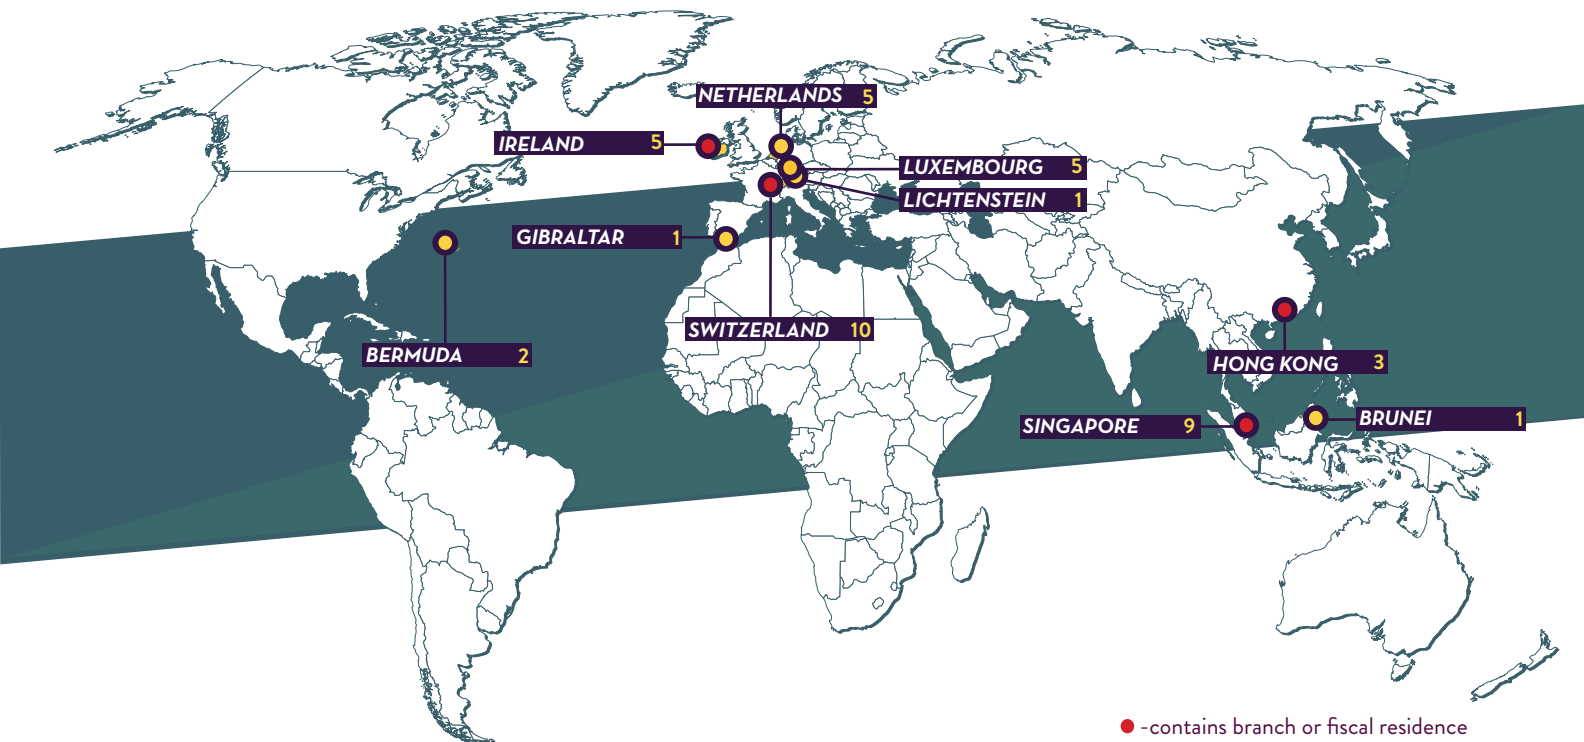 NETHERLANDS 5
IRELAND 5
LUXEMBOURG 5
LICHTENSTEIN 1
GIBRALTAR 1
SWITZERLAND 10
BERMUDA 2
HONG KONG 3
SINGAPORE 9
BRUNEI 1
-contains branch or fiscal residence